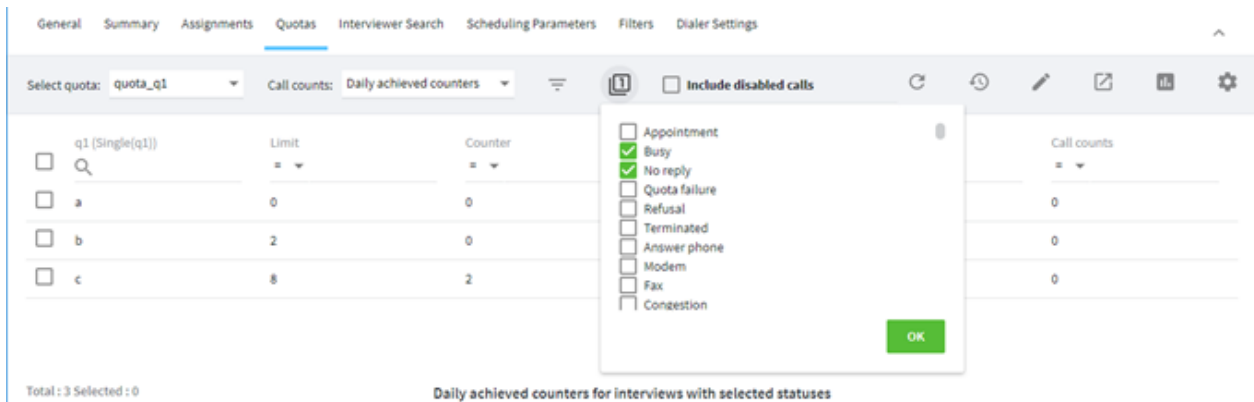 General Summary Assignments Quotas Interviewer Search Scheduling Parameters Filters Dialer Settings
Select quota: quota_q1 Call counts: Daily achieved counters 1 Include disabled calls
q1 (Single(q1)) Limit Counter Call counts
= = =
a 0 0 0
b 2 0 0
c 8 2 0
Appointment
Busy
No reply
Quota failure
Refusal
Terminated
Answer phone
Modem
Fax
Congestion
OK
Total : 3 Selected : 0 Daily achieved counters for interviews with selected statuses